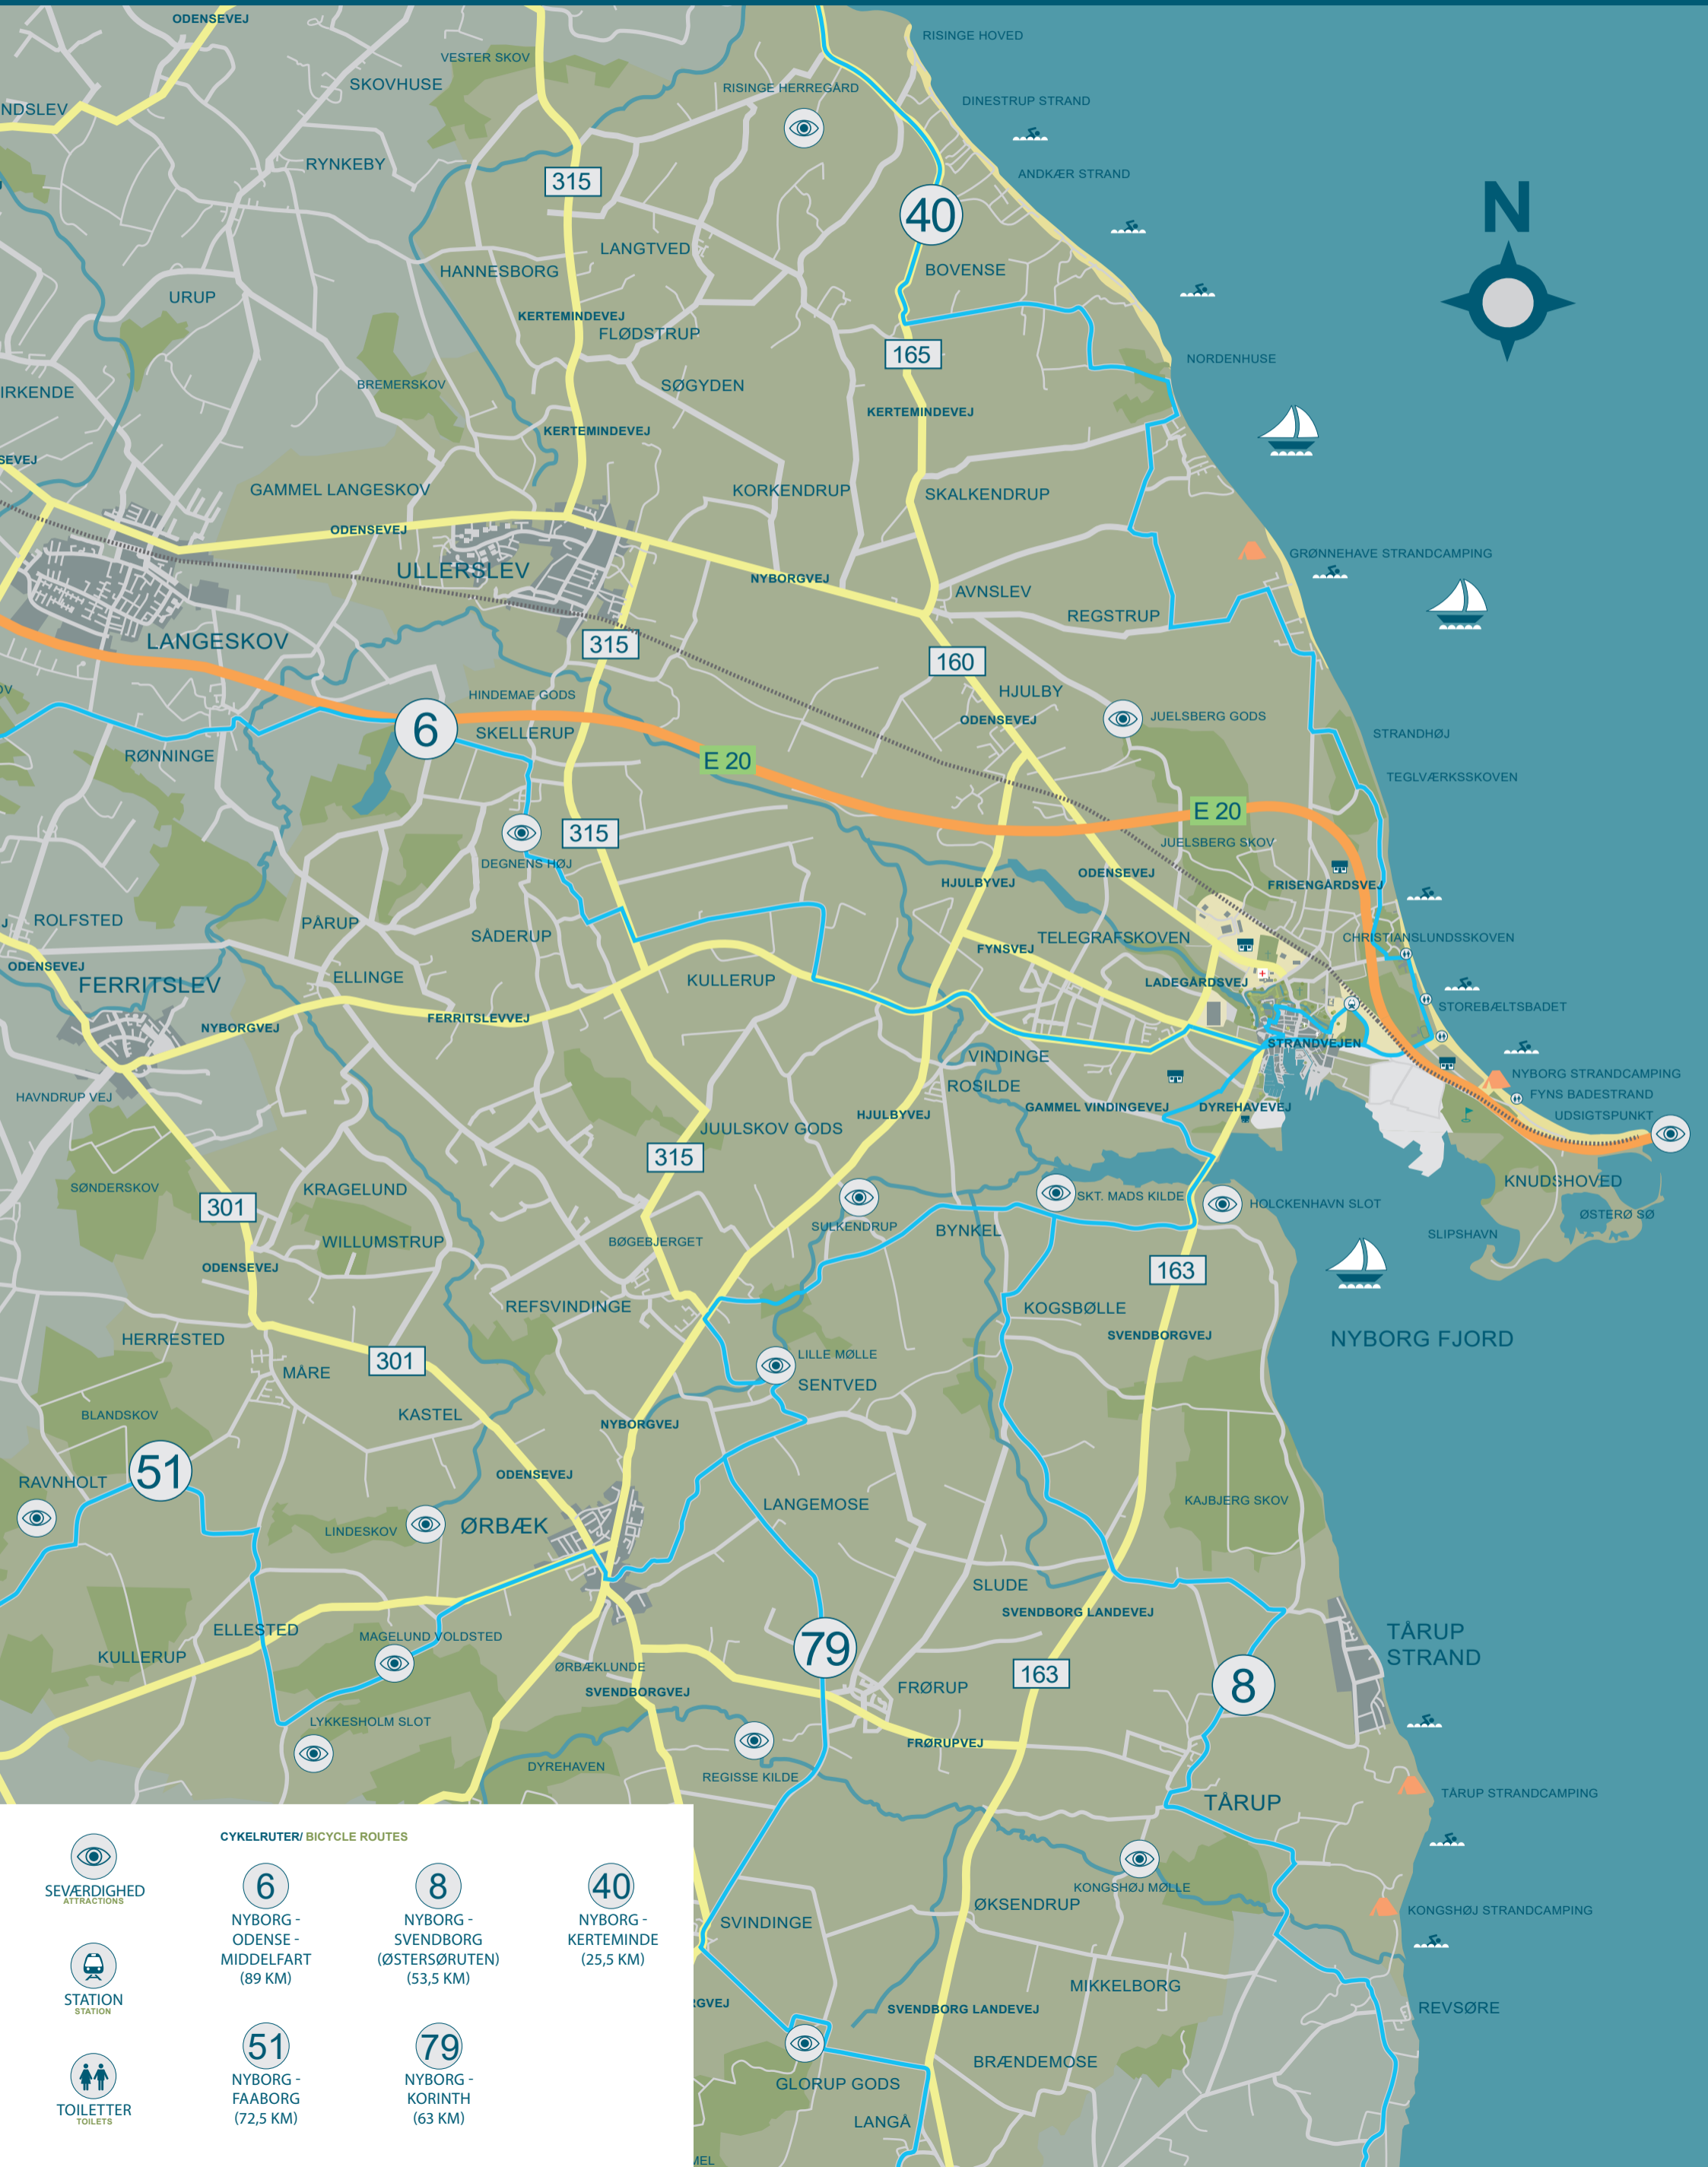 ODENSEVEJ
RISINGE HOVED
VESTER SKOV
SKOVHUSE
RISINGE HERREGÅRD
DINESTRUP STRAND
NDSLEV
RYNKEBY
ANDKÆR STRAND
315
40
N
LANGTVED
HANNESBORG
BOVENSE
URUP
KERTEMINDEVEJ
FLØDSTRUP
165
NORDENHUSE
BREMERSKOV
SØGYDEN
IRKENDE
KERTEMINDEVEJ
KERTEMINDEVEJ
SEVEJ
GAMMEL LANGESKOV
KORKENDRUP
SKALKENDRUP
ODENSEVEJ
GRØNNEHAVE STRANDCAMPING
ULLERSLEV
NYBORGVEJ
AVNSLEV
REGSTRUP
LANGESKOV
315
160
OV
HINDEMAE GODS
HJULBY
6
SKELLERUP
ODENSEVEJ
JUELSBERG GODS
STRANDHØJ
RØNNINGE
E 20
TEGLVÆRKSSKOVEN
E 20
315
JUELSBERG SKOV
DEGNENS HØJ
HJULBYVEJ
ODENSEVEJ
FRISENGÅRDSVEJ
J
ROLFSTED
PÅRUP
SÅDERUP
TELEGRAFSKOVEN
CHRISTIANSLUNDSSKOVEN
FYNSVEJ
ODENSEVEJ
ELLINGE
KULLERUP
LADEGÅRDSVEJ
FERRITSLEV
STOREBÆLTSBADET
NYBORGVEJ
FERRITSLEVVEJ
STRANDVEJEN
VINDINGE
NYBORG STRANDCAMPING
ROSILDE
FYNS BADESTRAND
HAVNDRUP VEJ
HJULBYVEJ
GAMMEL VINDINGEVEJ
DYREHAVEVEJ
UDSIGTSPUNKT
JUULSKOV GODS
315
KNUDSHOVED
SØNDERSKOV
KRAGELUND
SKT. MADS KILDE
HOLCKENHAVN SLOT
301
ØSTERØ SØ
SULKENDRUP
BYNKEL
SLIPSHAVN
WILLUMSTRUP
BØGEBJERGET
ODENSEVEJ
163
REFSVINDINGE
KOGSBØLLE
SVENDBORGVEJ
NYBORG FJORD
HERRESTED
301
LILLE MØLLE
MÅRE
SENTVED
BLANDSKOV
KASTEL
NYBORGVEJ
51
ODENSEVEJ
RAVNHOLT
LANGEMOSE
KAJBJERG SKOV
LINDESKOV
ØRBÆK
SLUDE
SVENDBORG LANDEVEJ
ELLESTED
MAGELUND VOLDSTED
TÅRUP
STRAND
KULLERUP
79
ØRBÆKLUNDE
163
8
FRØRUP
SVENDBORGVEJ
LYKKESHOLM SLOT
FRØRUPVEJ
DYREHAVEN
REGISSE KILDE
TÅRUP STRANDCAMPING
TÅRUP
KONGSHØJ MØLLE
ØKSENDRUP
KONGSHØJ STRANDCAMPING
SVINDINGE
MIKKELBORG
RGVEJ
SVENDBORG LANDEVEJ
REVSØRE
BRÆNDEMOSE
GLORUP GODS
LANGÅ
MEL
SEVÆRDIGHED
ATTRACTIONS
STATION
STATION
TOILETTER
TOILETS
CYKELRUTER/ BICYCLE ROUTES
6
NYBORG -
ODENSE -
MIDDELFART
(89 KM)
8
NYBORG -
SVENDBORG
(ØSTERSØRUTEN)
(53,5 KM)
40
NYBORG -
KERTEMINDE
(25,5 KM)
51
NYBORG -
FAABORG
(72,5 KM)
79
NYBORG -
KORINTH
(63 KM)